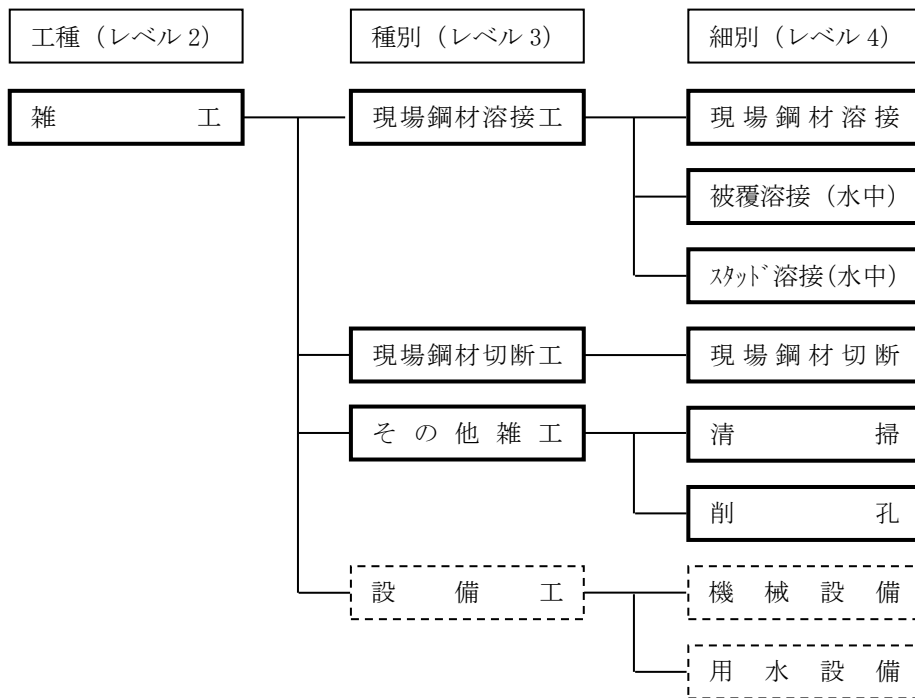 工種（レベル2） 種別（レベル3） 細別（レベル4）
雑工 現場鋼材溶接工 現場鋼材溶接
被覆溶接（水中）
ｽﾀｯﾄﾞ溶接(水中)
現場鋼材切断工 現場鋼材切断
その他雑工 清掃
削孔
設備工 機械設備
用水設備